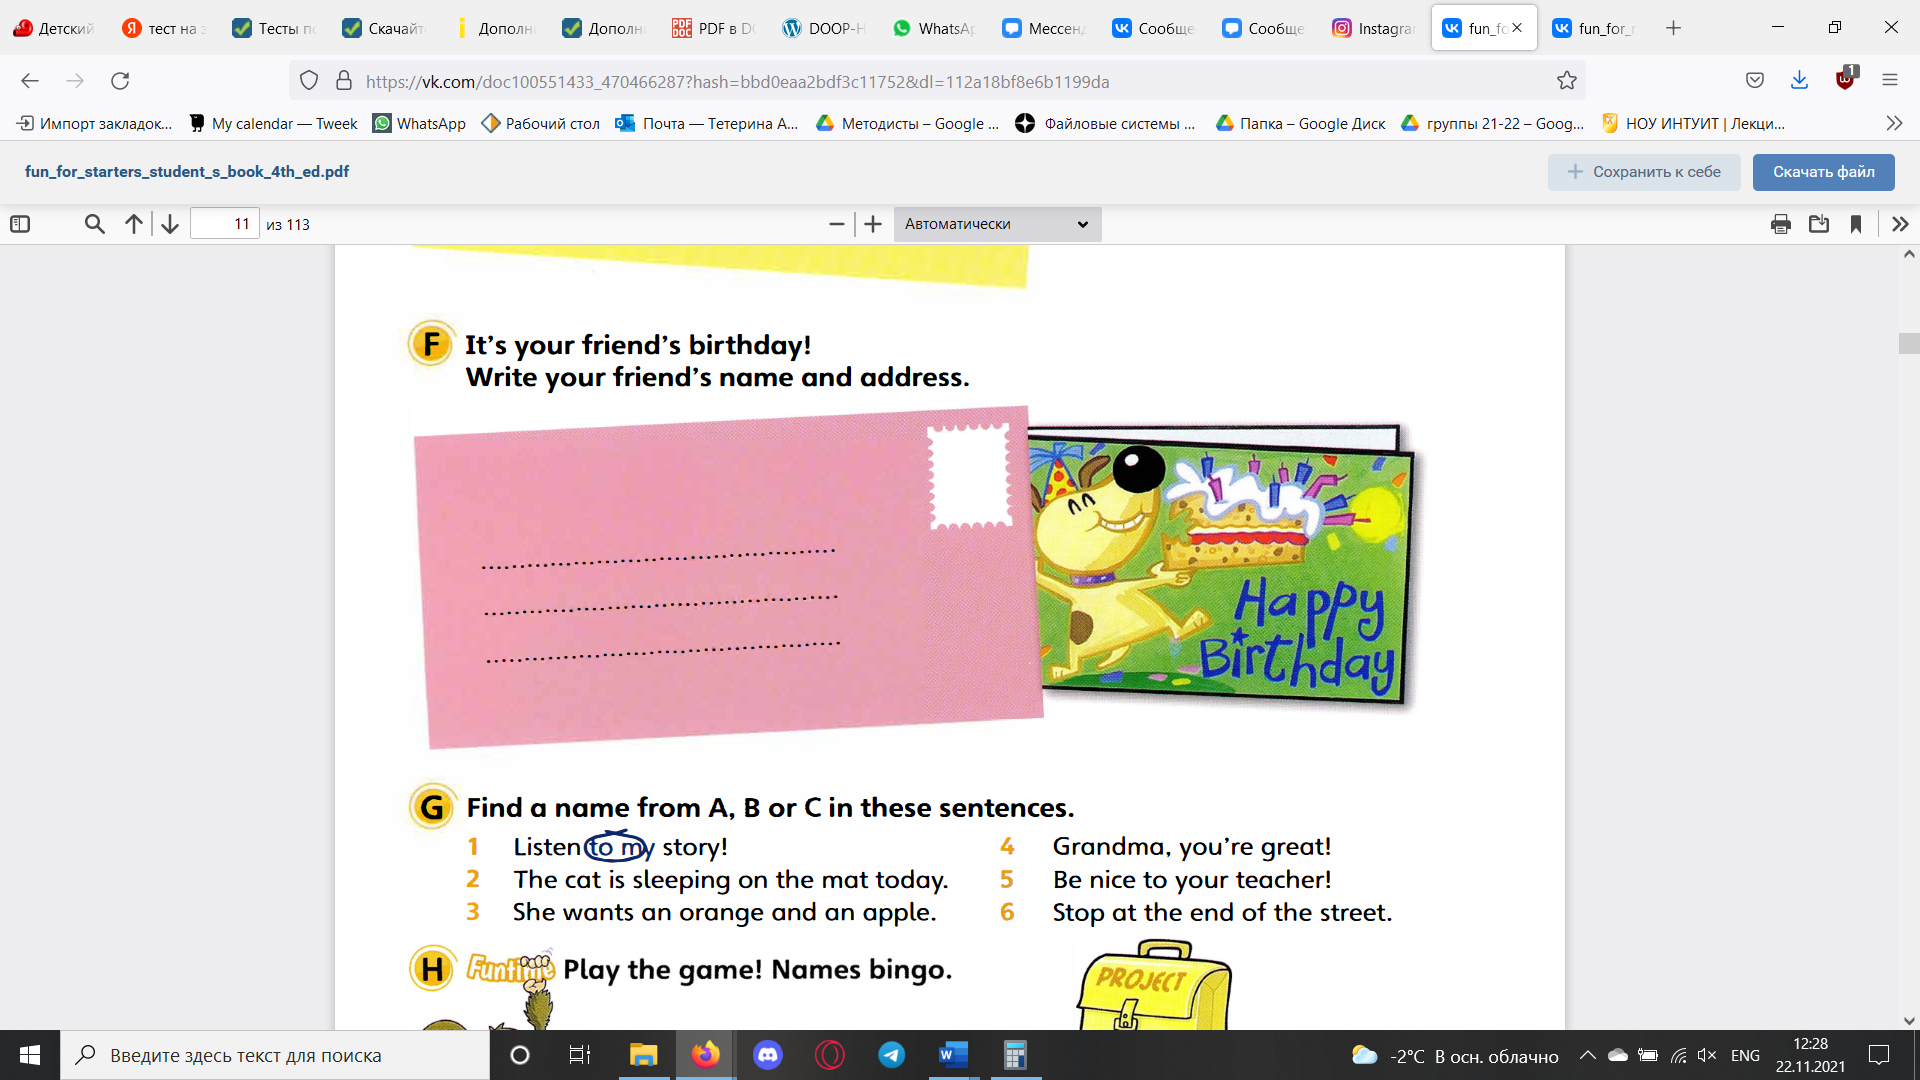 Детский
тест на э
Тесты по
Скачайт
Дополн
Дополн
PDF в DO
DOOP-H
WhatsAp
Мессенд
Сообще
Сообще
Instagra
fun_fo
fun_for_
https://vk.com/doc100551433_470466287?hash=bbd0eaa2bdf3c11752&dl=112a18bf8e6b1199da
1
Импорт закладок...
My calendar — Tweek
WhatsApp
Рабочий стол
Почта — Тетерина А...
Методисты – Google ...
Файловые системы ...
Папка – Google Диск
группы 21-22 – Goog...
НОУ ИНТУИТ | Лекци...
fun_for_starters_student_s_book_4th_ed.pdf
Сохранить к себе
Скачать файл
11 из 113
Автоматически
F It's your friend's birthday!
Write your friend's name and address.
Happy
Birthday
G Find a name from A, B or C in these sentences.
1 Listen to my story!
2 The cat is sleeping on the mat today.
3 She wants an orange and an apple.
4 Grandma, you're great!
5 Be nice to your teacher!
6 Stop at the end of the street.
H Funtime Play the game! Names bingo.
PROJECT
Введите здесь текст для поиска
-2°C В осн. облачно
ENG
12:28
22.11.2021